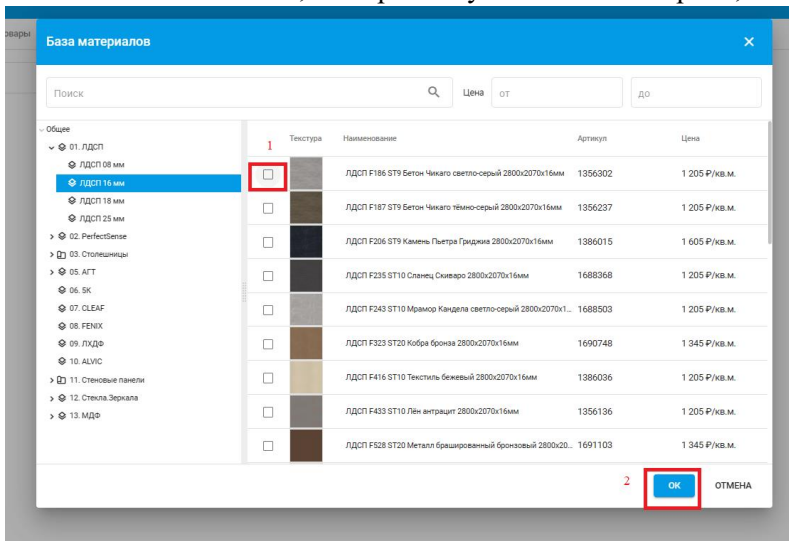 овары
База материалов
Поиск
Цена
от
до
Общее
01. ЛДСП
ЛДСП 08 мм
ЛДСП 16 мм
ЛДСП 18 мм
ЛДСП 25 мм
02. PerfectSense
03. Столешницы
05. АГТ
06. 5К
07. CLEAF
08. FENIX
09. ЛХДФ
10. ALVIC
11. Стеновые панели
12. Стекла.Зеркала
13. МДФ
1
Текстура Наименование Артикул Цена
ЛДСП F186 ST9 Бетон Чикаго светло-серый 2800x2070x16мм 1356302 1 205 ₽/кв.м.
ЛДСП F187 ST9 Бетон Чикаго тёмно-серый 2800x2070x16мм 1356237 1 205 ₽/кв.м.
ЛДСП F206 ST9 Камень Пьетра Гриджиа 2800x2070x16мм 1386015 1 605 ₽/кв.м.
ЛДСП F235 ST10 Сланец Скиваро 2800x2070x16мм 1688368 1 205 ₽/кв.м.
ЛДСП F243 ST10 Мрамор Кандела светло-серый 2800x2070x1... 1688503 1 205 ₽/кв.м.
ЛДСП F323 ST20 Кобра бронза 2800x2070x16мм 1690748 1 345 ₽/кв.м.
ЛДСП F416 ST10 Текстиль бежевый 2800x2070x16мм 1386036 1 205 ₽/кв.м.
ЛДСП F433 ST10 Лён антрацит 2800x2070x16мм 1356136 1 205 ₽/кв.м.
ЛДСП F528 ST20 Металл брашированный бронзовый 2800x20... 1691103 1 345 ₽/кв.м.
2
ОК
ОТМЕНА